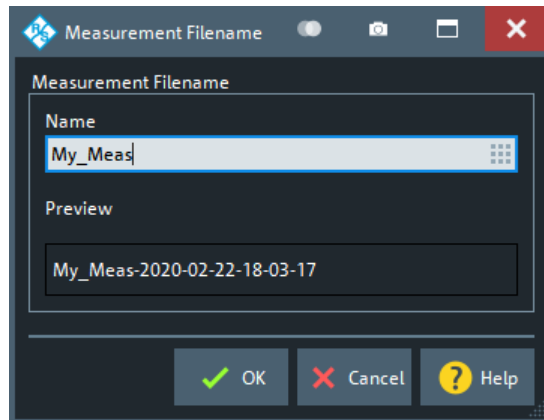 R&S Measurement Filename
Measurement Filename
Name
My_Meas
Preview
My_Meas-2020-02-22-18-03-17
OK Cancel ? Help